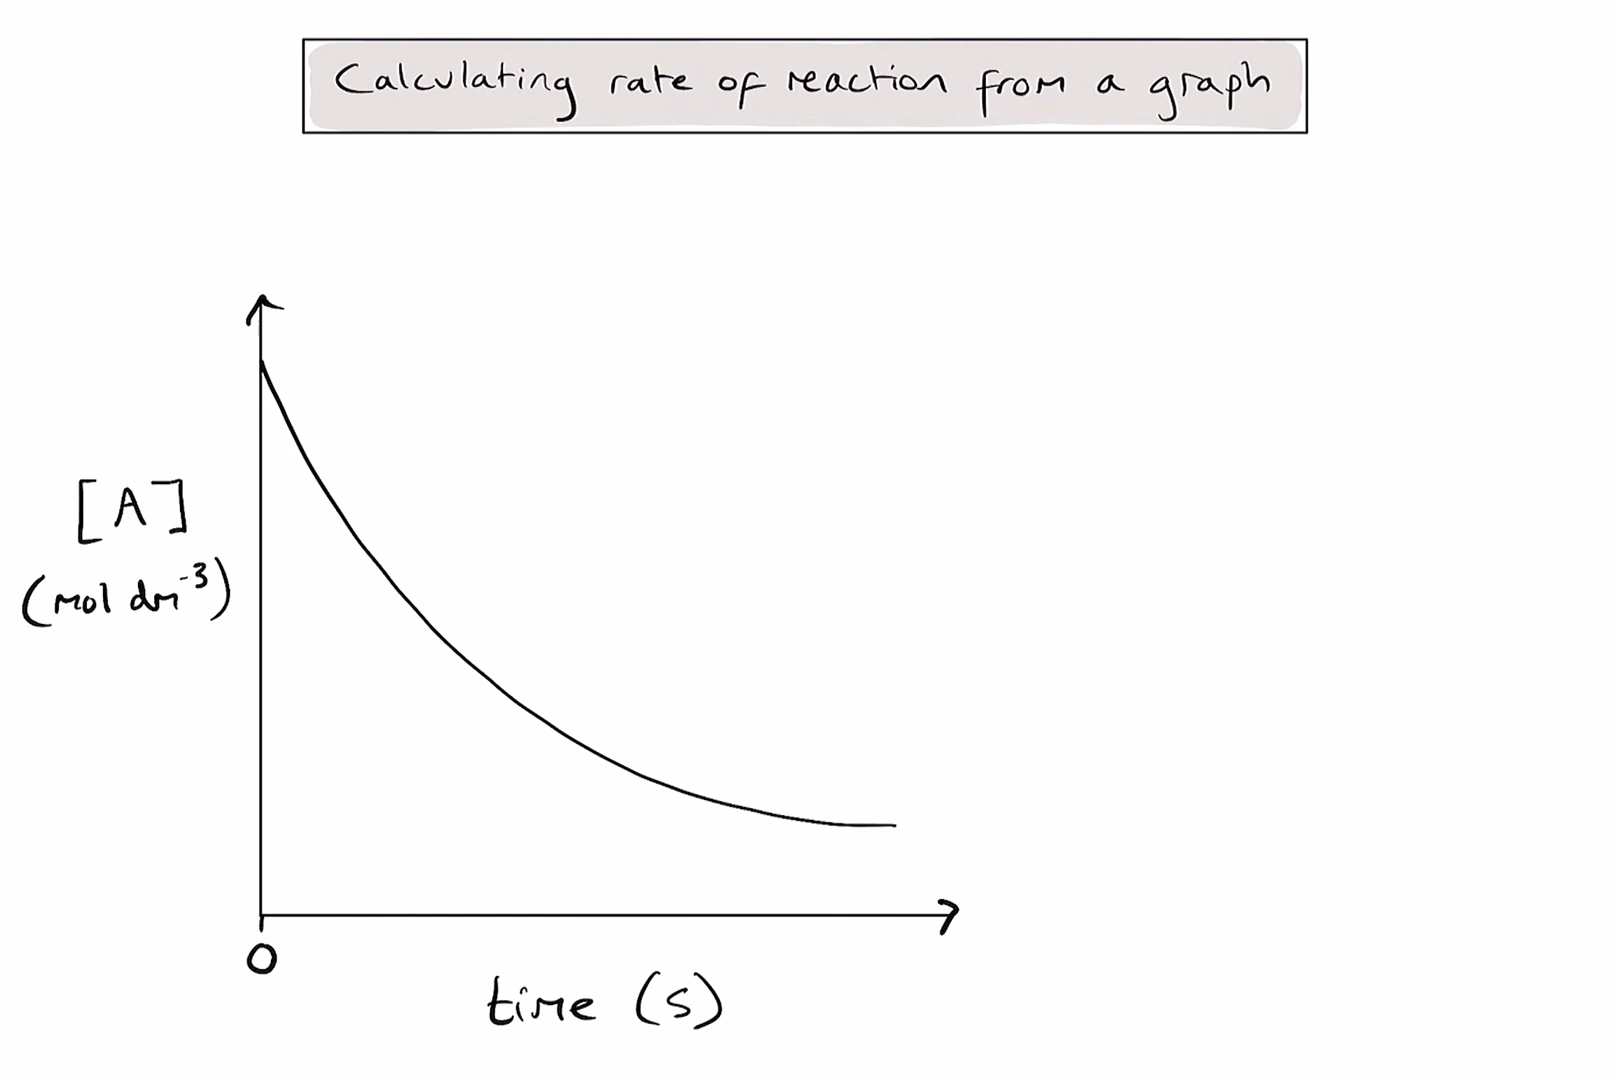 Calculating rate of reaction from a graph
[A]
(mol dm⁻³)
0
time (s)